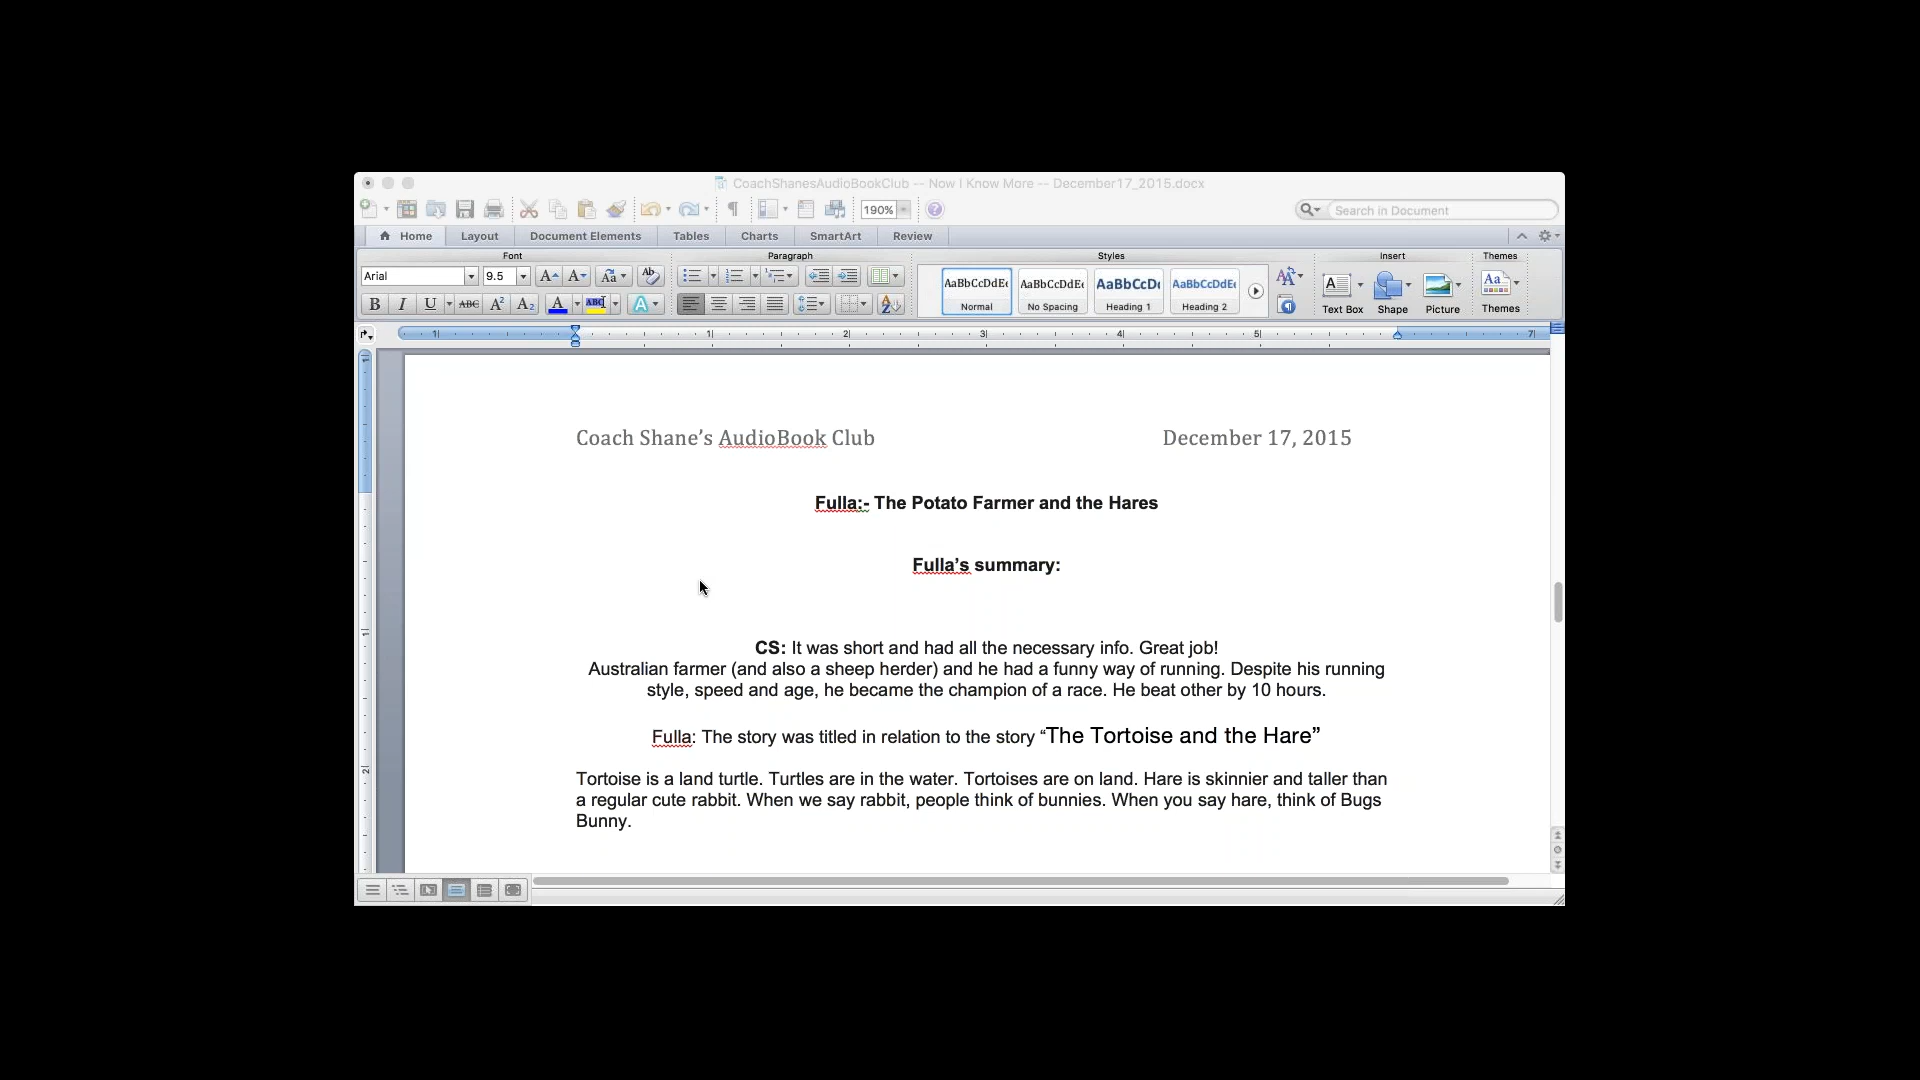 CoachShanesAudioBookClub -- Now I Know More -- December17_2015.docx
190%
Search in Document
Home Layout Document Elements Tables Charts SmartArt Review
Font Paragraph Styles Insert Themes
Arial 9.5
AaBbCcDdEe AaBbCcDdEe AaBbCcDc AaBbCcDdEe
Normal No Spacing Heading 1 Heading 2
Text Box Shape Picture Themes
Coach Shane’s AudioBook Club December 17, 2015
Fulla:- The Potato Farmer and the Hares
Fulla’s summary:
CS: It was short and had all the necessary info. Great job!
Australian farmer (and also a sheep herder) and he had a funny way of running. Despite his running
style, speed and age, he became the champion of a race. He beat other by 10 hours.
Fulla: The story was titled in relation to the story “The Tortoise and the Hare”
Tortoise is a land turtle. Turtles are in the water. Tortoises are on land. Hare is skinnier and taller than
a regular cute rabbit. When we say rabbit, people think of bunnies. When you say hare, think of Bugs
Bunny.